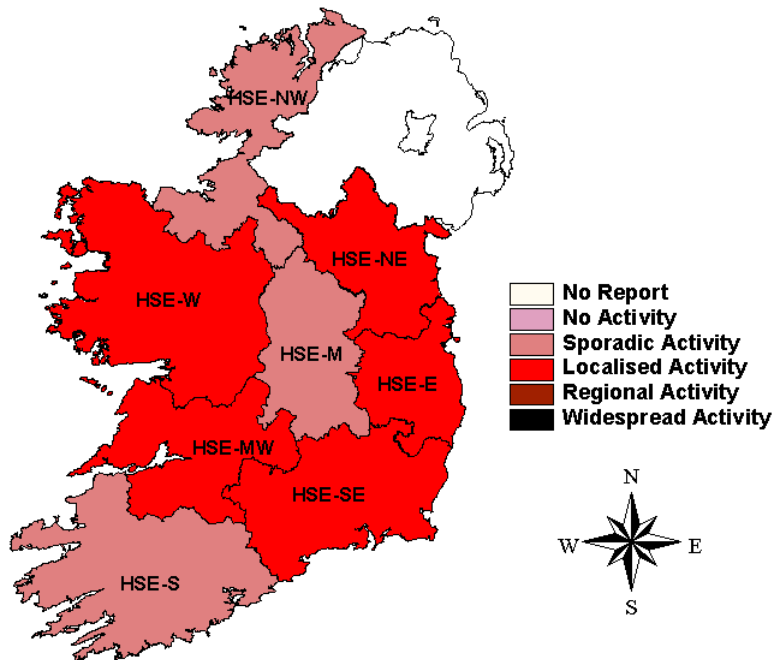 HSE-NW
HSE-NE
HSE-W
HSE-M
HSE-E
HSE-MW
HSE-SE
HSE-S
No Report
No Activity
Sporadic Activity
Localised Activity
Regional Activity
Widespread Activity
N
W
E
S